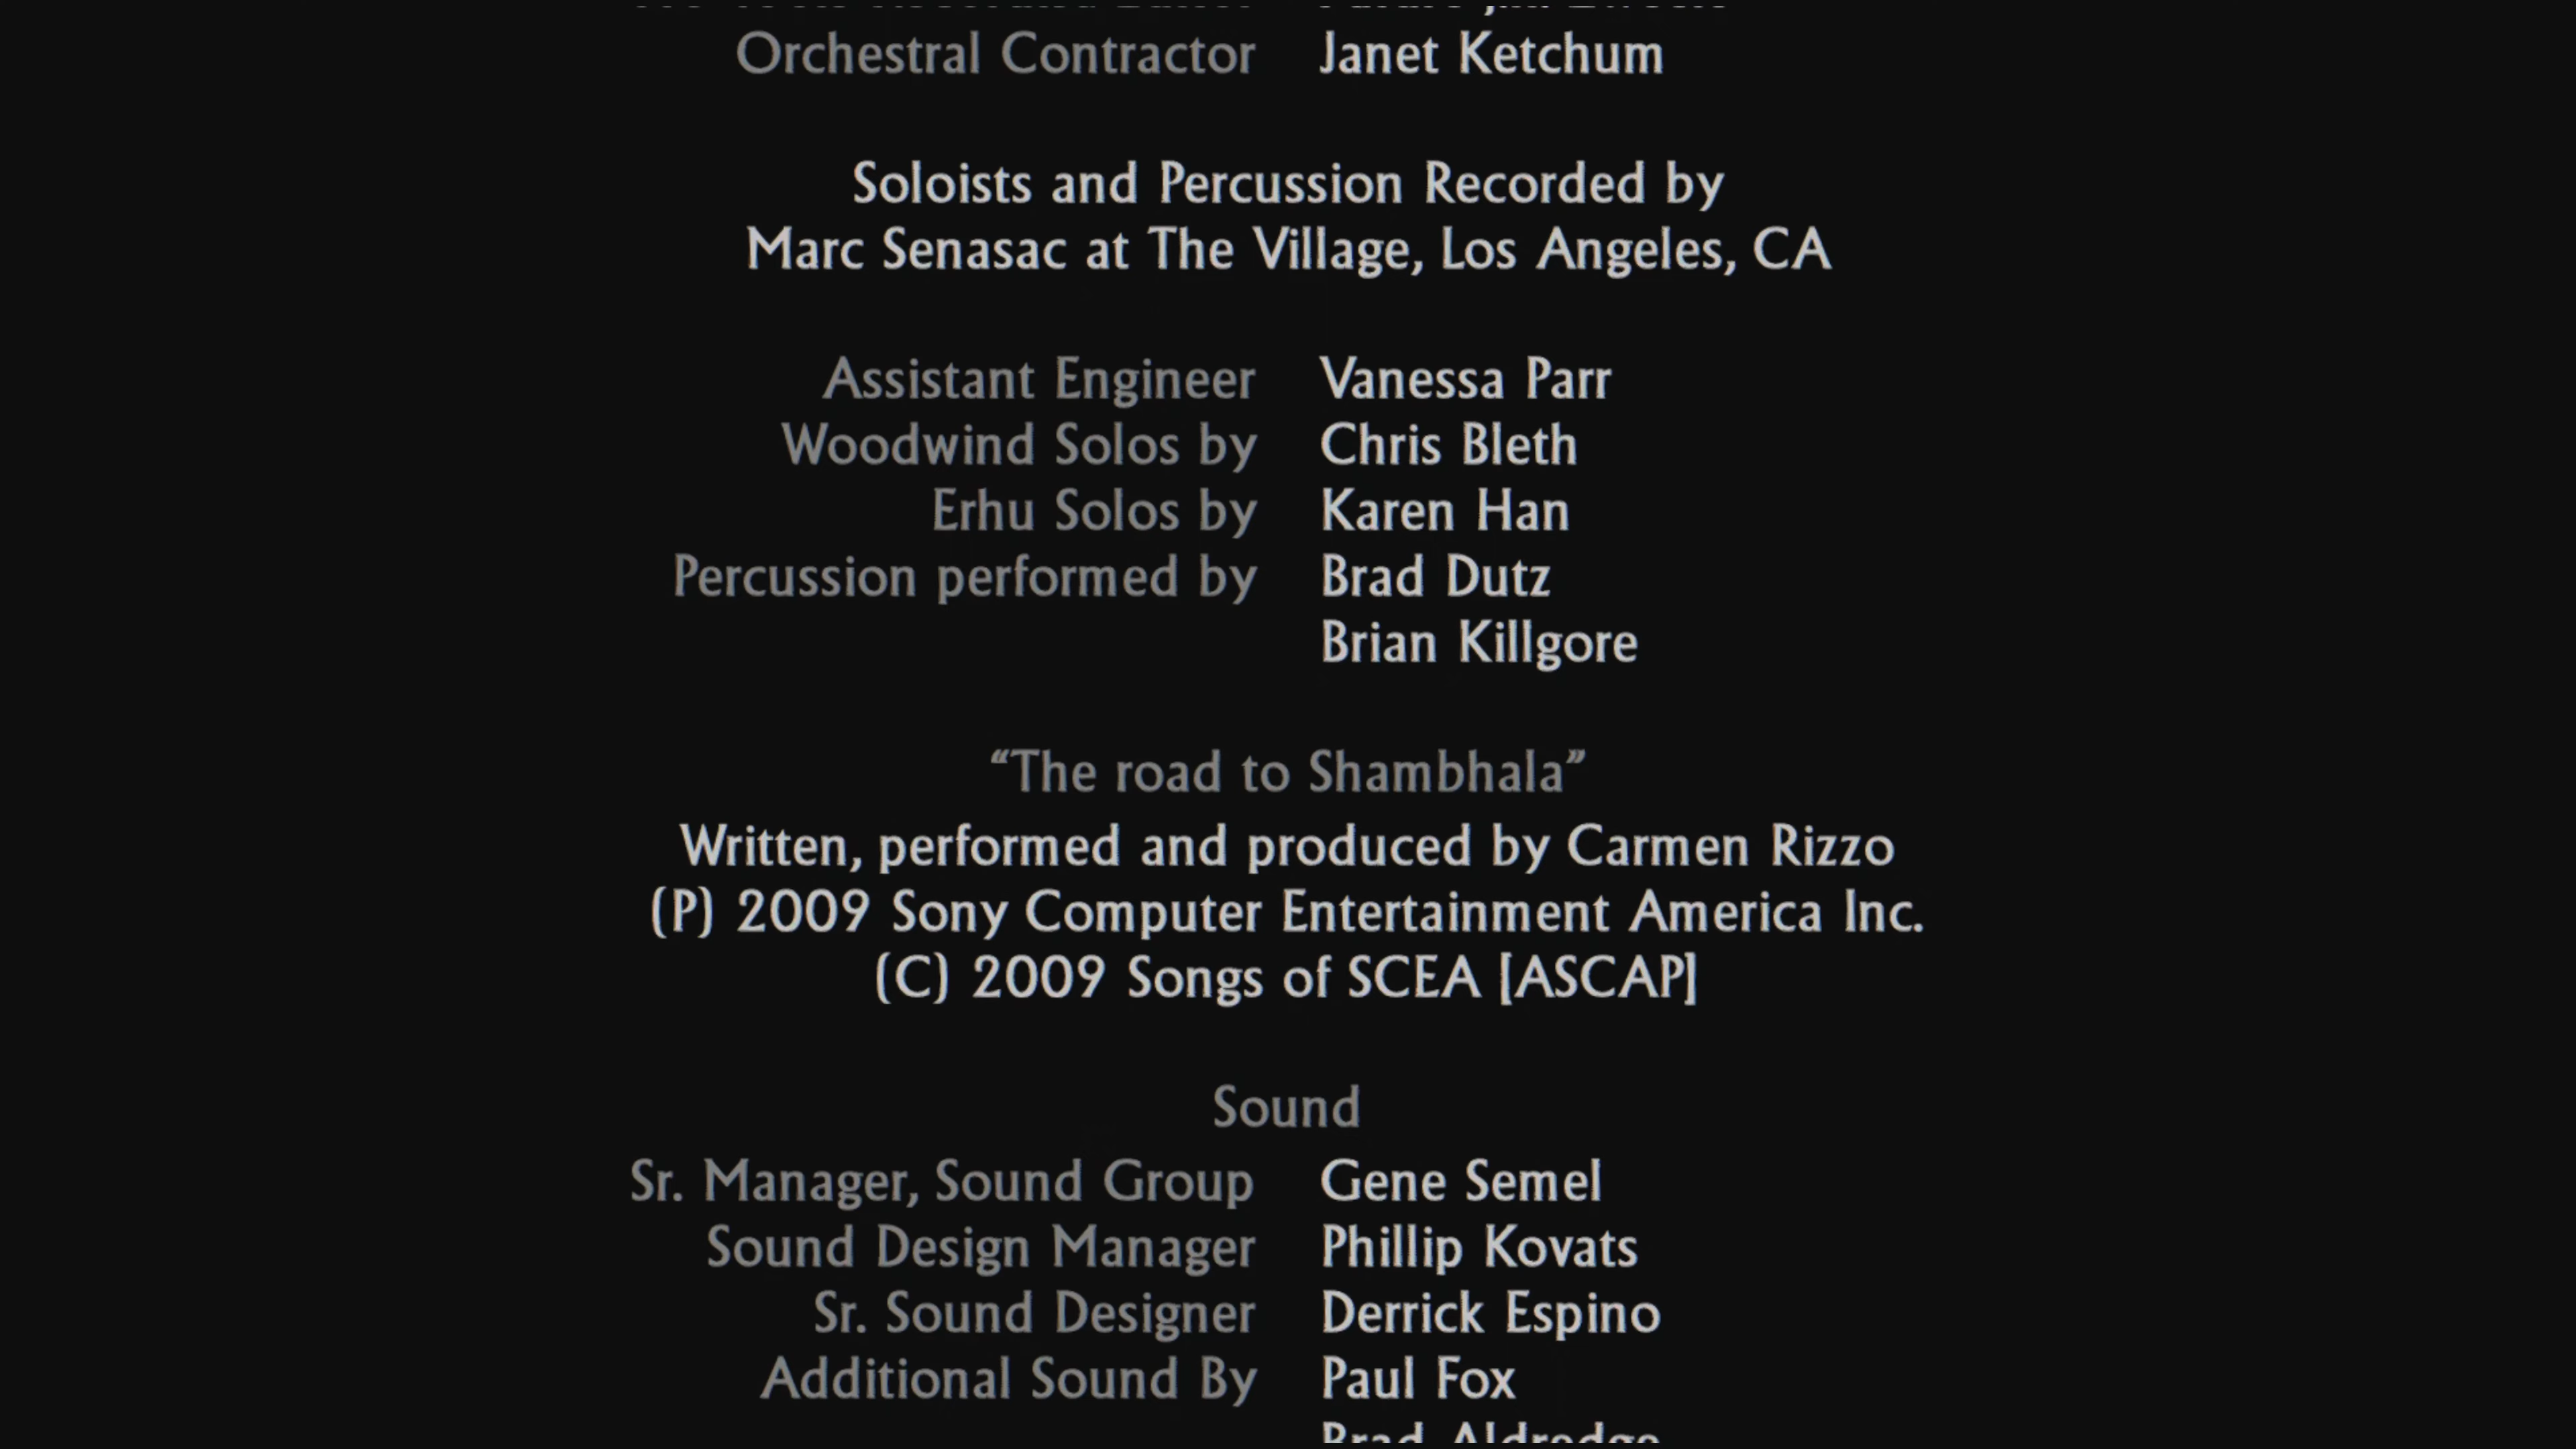 Orchestral Contractor Janet Ketchum
Soloists and Percussion Recorded by
Marc Senasac at The Village, Los Angeles, CA
Assistant Engineer Vanessa Parr
Woodwind Solos by Chris Bleth
Erhu Solos by Karen Han
Percussion performed by Brad Dutz
Brian Killgore
“The road to Shambhala”
Written, performed and produced by Carmen Rizzo
(P) 2009 Sony Computer Entertainment America Inc.
(C) 2009 Songs of SCEA [ASCAP]
Sound
Sr. Manager, Sound Group Gene Semel
Sound Design Manager Phillip Kovats
Sr. Sound Designer Derrick Espino
Additional Sound By Paul Fox
Brad Aldredge